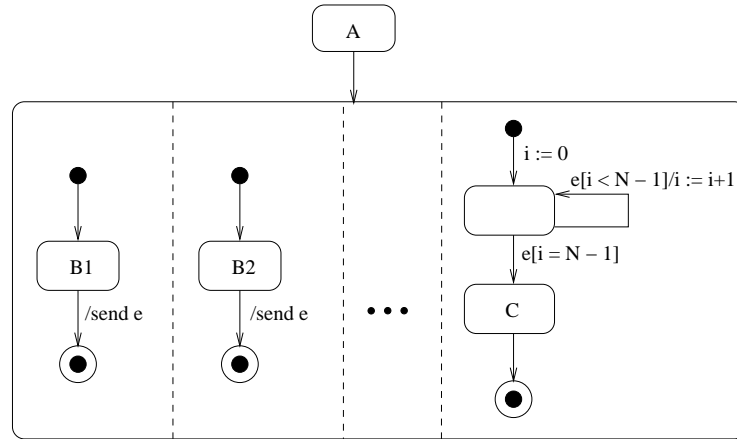 A
i := 0
e[i < N − 1]/i := i+1
B1
B2
e[i = N − 1]
/send e
/send e
• • •
C